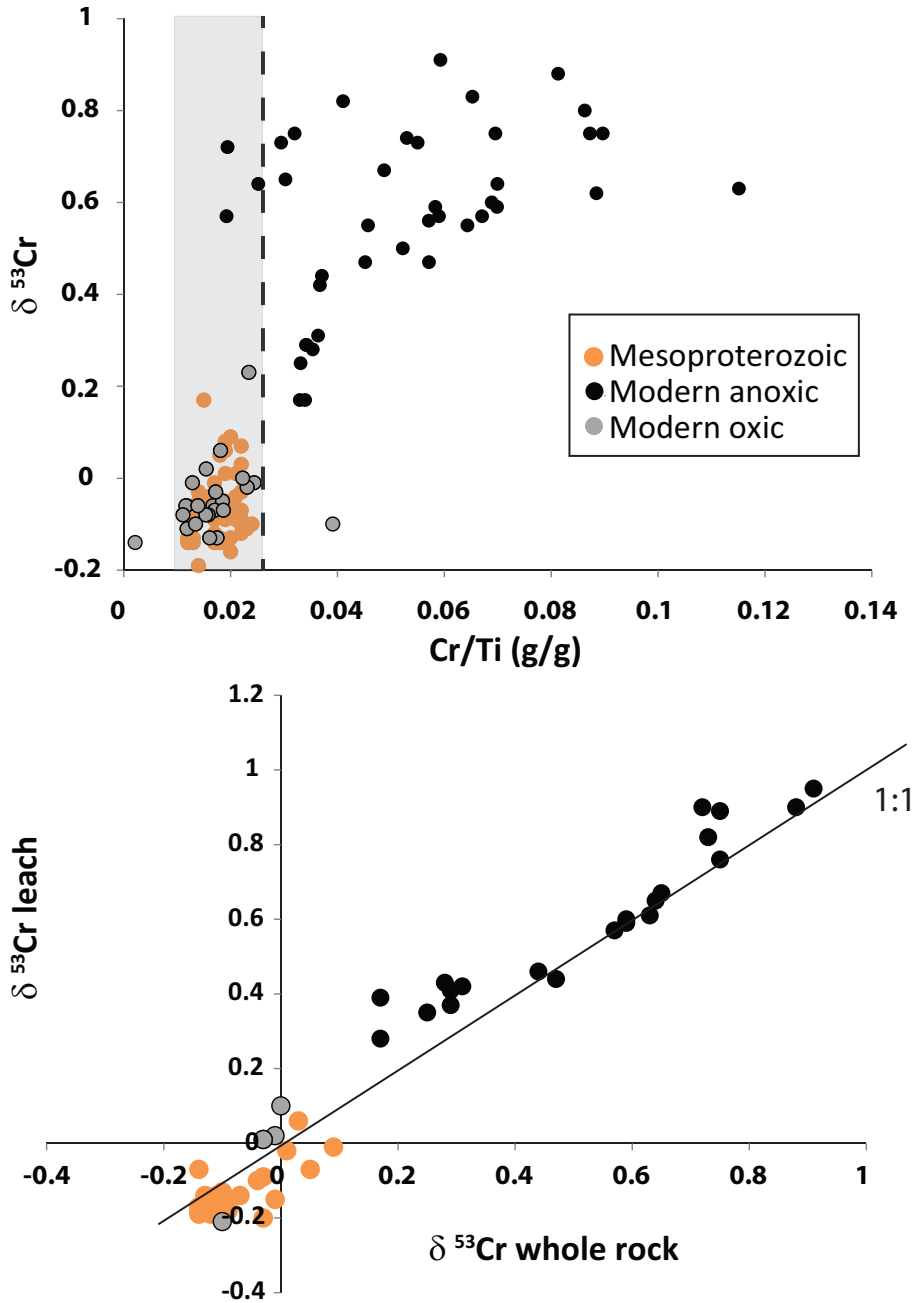 1
0.8
0.6
0.4
0.2
0
-0.2
δ ⁵³Cr
0 0.02 0.04 0.06 0.08 0.1 0.12 0.14
Cr/Ti (g/g)
Mesoproterozoic
Modern anoxic
Modern oxic
1.2
1
0.8
0.6
0.4
0.2
0
-0.2
-0.4
δ ⁵³Cr leach
1:1
-0.4 -0.2 0 0.2 0.4 0.6 0.8 1
δ ⁵³Cr whole rock